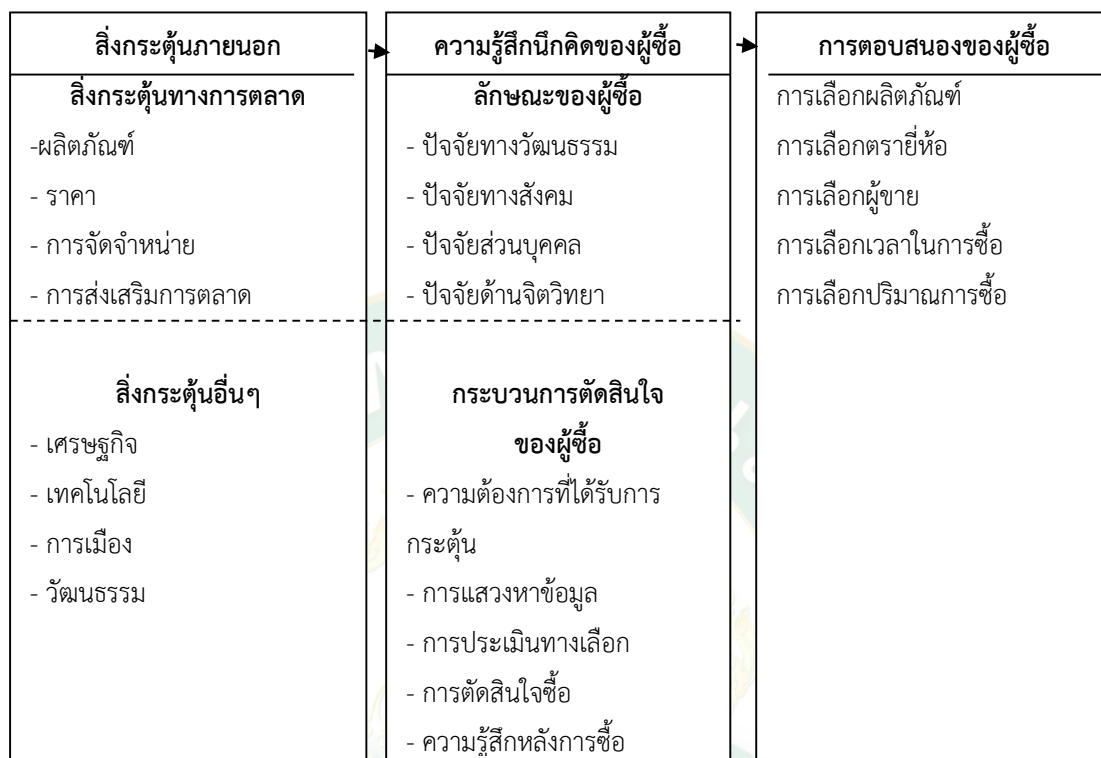 สิ่งกระตุ้นภายนอก
สิ่งกระตุ้นทางการตลาด
-ผลิตภัณฑ์
- ราคา
- การจัดจำหน่าย
- การส่งเสริมการตลาด
สิ่งกระตุ้นอื่นๆ
- เศรษฐกิจ
- เทคโนโลยี
- การเมือง
- วัฒนธรรม
ความรู้สึกนึกคิดของผู้ซื้อ
ลักษณะของผู้ซื้อ
- ปัจจัยทางวัฒนธรรม
- ปัจจัยทางสังคม
- ปัจจัยส่วนบุคคล
- ปัจจัยด้านจิตวิทยา
กระบวนการตัดสินใจ
ของผู้ซื้อ
- ความต้องการที่ได้รับการ
กระตุ้น
- การแสวงหาข้อมูล
- การประเมินทางเลือก
- การตัดสินใจซื้อ
- ความรู้สึกหลังการซื้อ
การตอบสนองของผู้ซื้อ
การเลือกผลิตภัณฑ์
การเลือกตรายี่ห้อ
การเลือกผู้ขาย
การเลือกเวลาในการซื้อ
การเลือกปริมาณการซื้อ